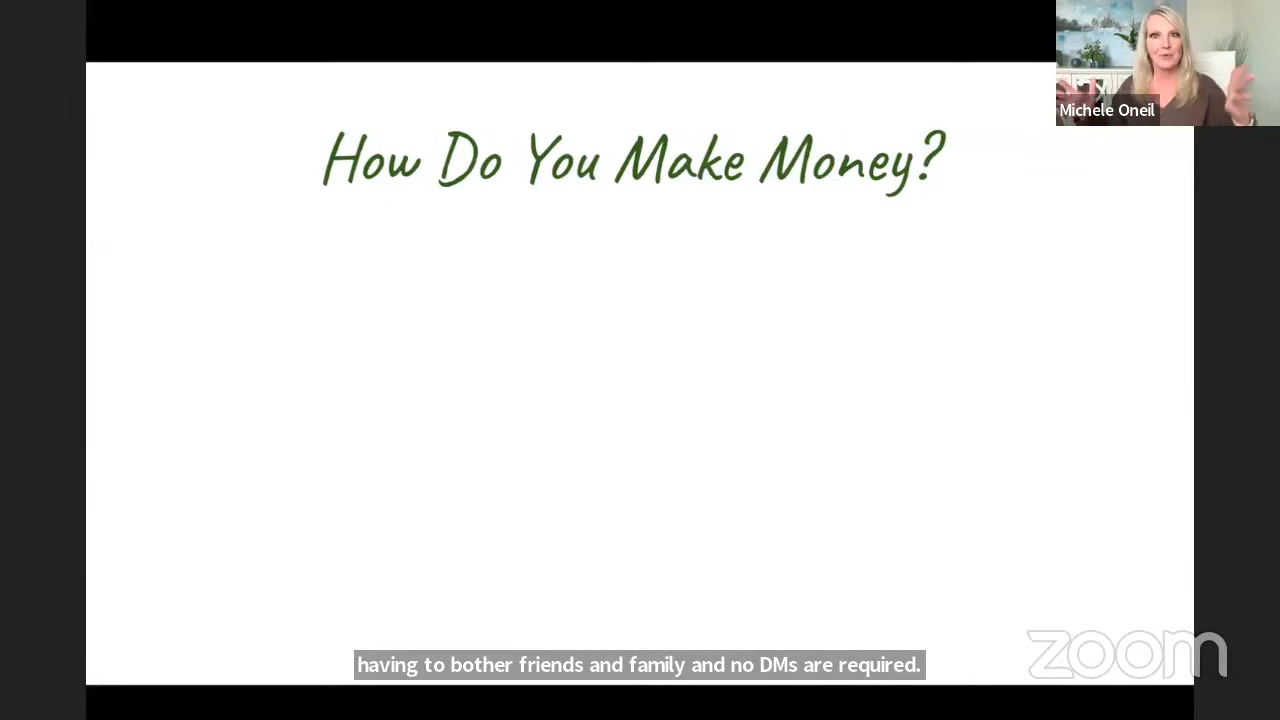 Michele Oneil
How Do You Make Money?
having to bother friends and family and no DMs are required.
zoom